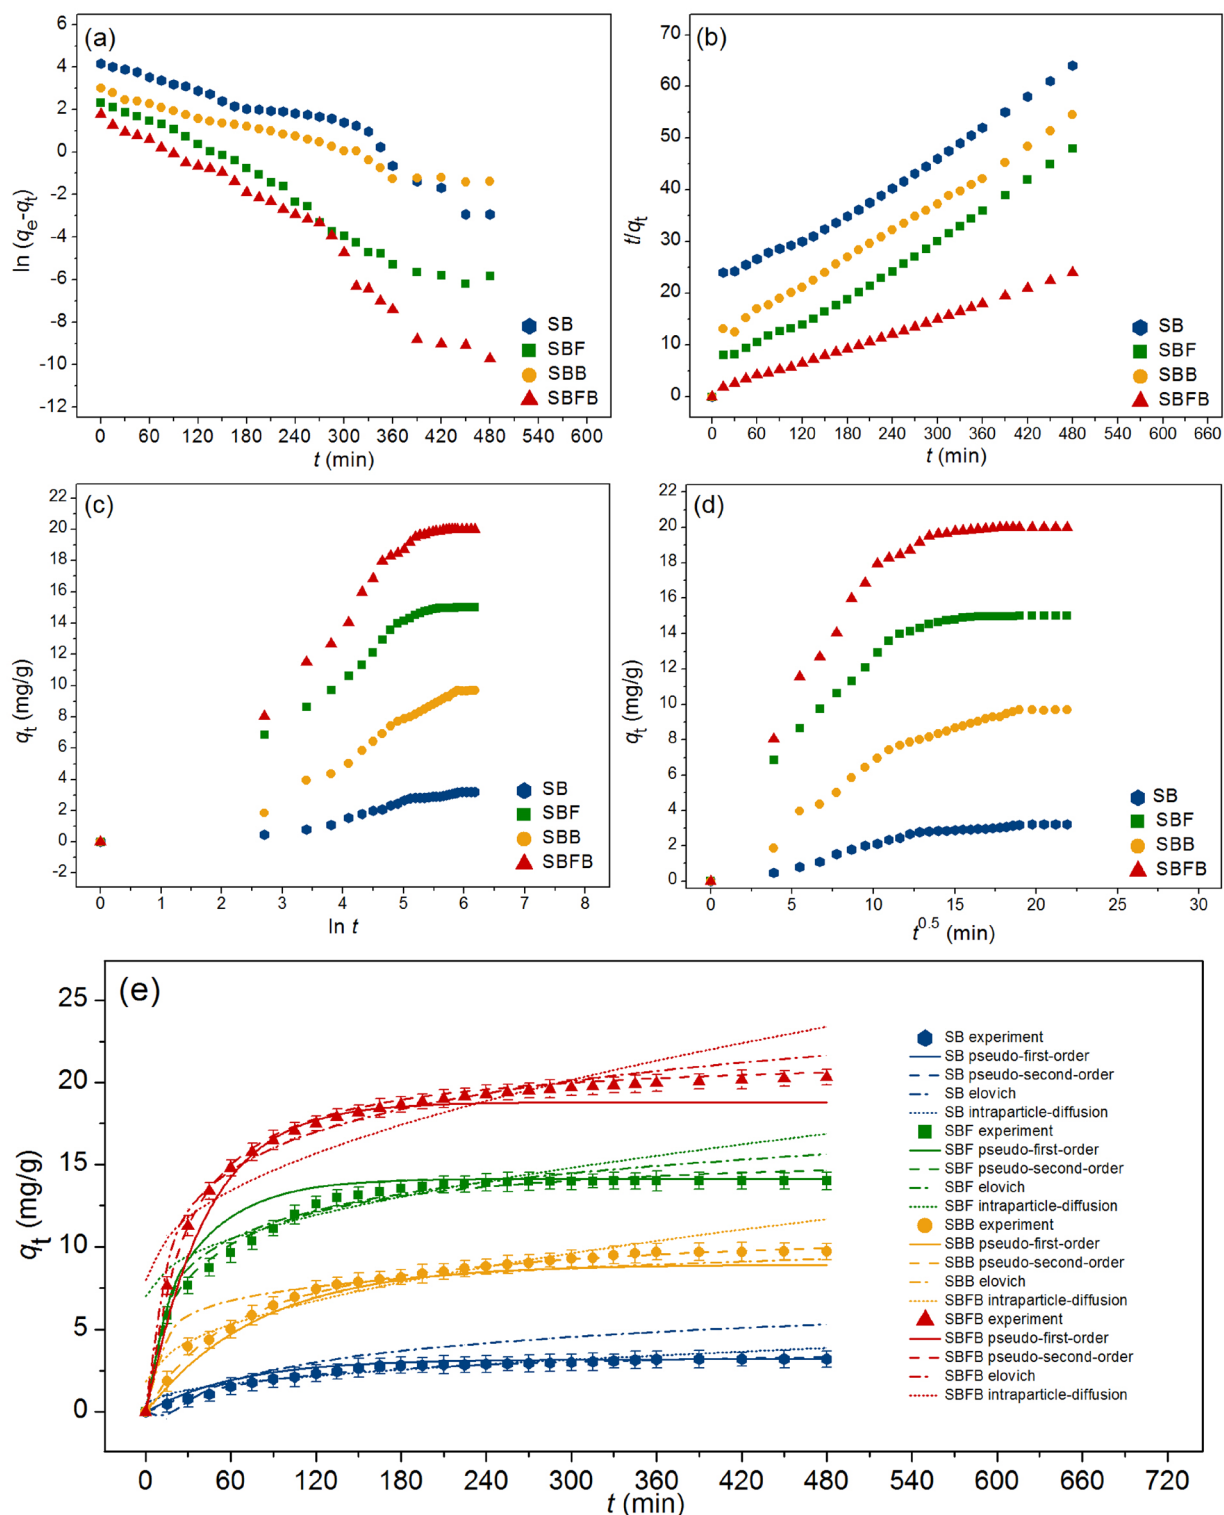 (a)
6
4
2
0
-2
-4
-6
-8
-10
-12
ln (qe-qt)
SB
SBF
SBB
SBFB
0 60 120 180 240 300 360 420 480 540 600
t (min)
(b)
70
60
50
40
30
20
10
0
t/qt
SB
SBF
SBB
SBFB
0 60 120 180 240 300 360 420 480 540 600 660
t (min)
(c)
22
20
18
16
14
12
10
8
6
4
2
0
-2
qt (mg/g)
SB
SBF
SBB
SBFB
0 1 2 3 4 5 6 7 8
ln t
(d)
22
20
18
16
14
12
10
8
6
4
2
0
qt (mg/g)
SB
SBF
SBB
SBFB
0 5 10 15 20 25 30
t0.5 (min)
(e)
25
20
15
10
5
0
qt (mg/g)
SB experiment
SB pseudo-first-order
SB pseudo-second-order
SB elovich
SB intraparticle-diffusion
SBF experiment
SBF pseudo-first-order
SBF pseudo-second-order
SBF elovich
SBF intraparticle-diffusion
SBB experiment
SBB pseudo-first-order
SBB pseudo-second-order
SBB elovich
SBFB intraparticle-diffusion
SBFB experiment
SBFB pseudo-first-order
SBFB pseudo-second-order
SBFB elovich
SBFB intraparticle-diffusion
0 60 120 180 240 300 360 420 480 540 600 660 720
t (min)